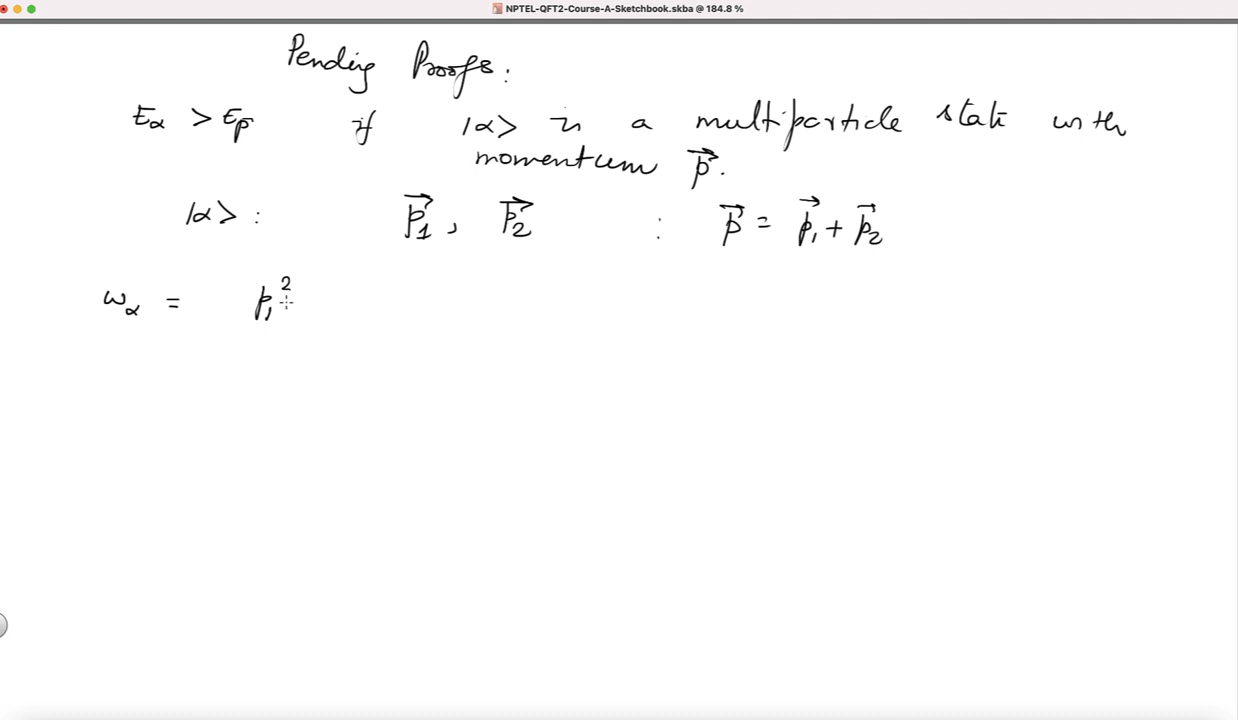 NPTEL-QFT2-Course-A-Sketchbook.skba @ 184.8 %
Pending Proofs:
Eα > Ep if |α> is a multiparticle state with
momentum p⃗.
|α> : p⃗1, p⃗2 : p⃗ = p⃗1 + p⃗2
ωα = p1²